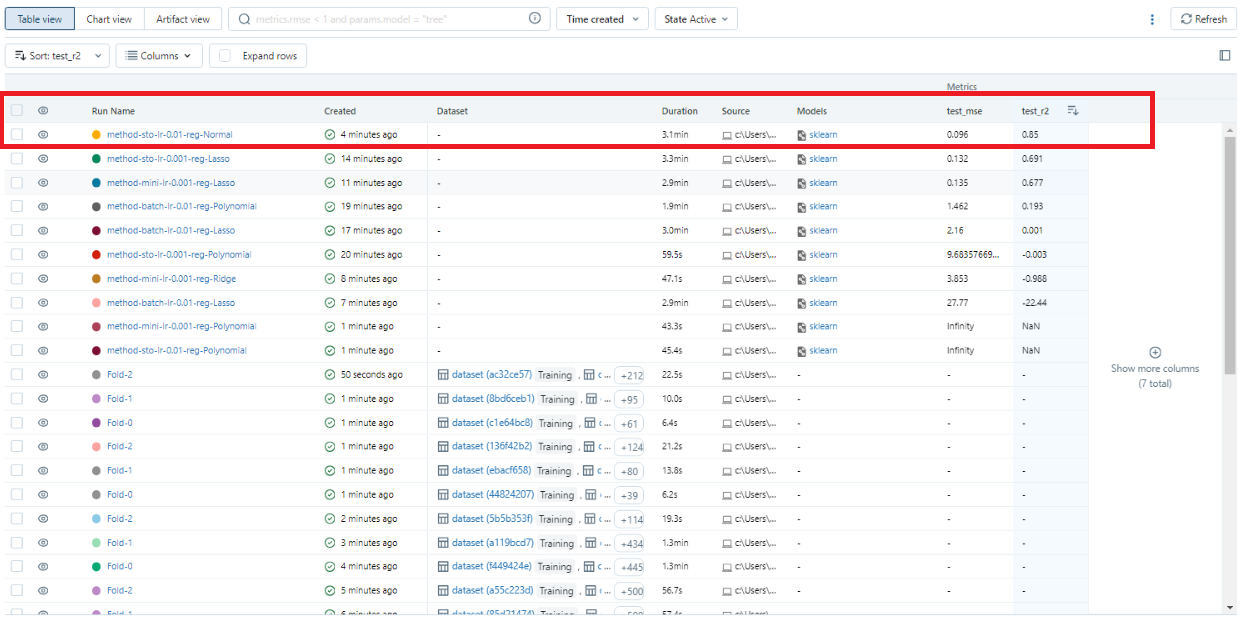 Table view Chart view Artifact view metrics.rmse < 1 and params.model = "tree" Time created State Active Refresh
Sort: test_r2 Columns Expand rows
Metrics
Run Name Created Dataset Duration Source Models test_mse test_r2
method-sto-lr-0.01-reg-Normal 4 minutes ago - 3.1min c:\Users\... sklearn 0.096 0.85
method-sto-lr-0.001-reg-Lasso 14 minutes ago - 3.3min c:\Users\... sklearn 0.132 0.691
method-mini-lr-0.001-reg-Lasso 11 minutes ago - 2.9min c:\Users\... sklearn 0.135 0.677
method-batch-lr-0.001-reg-Polynomial 19 minutes ago - 1.9min c:\Users\... sklearn 1.462 0.193
method-batch-lr-0.001-reg-Lasso 17 minutes ago - 3.0min c:\Users\... sklearn 2.16 0.001
method-sto-lr-0.001-reg-Polynomial 20 minutes ago - 59.5s c:\Users\... sklearn 9.68357669... -0.003
method-mini-lr-0.01-reg-Ridge 8 minutes ago - 47.1s c:\Users\... sklearn 3.853 -0.988
method-batch-lr-0.01-reg-Lasso 7 minutes ago - 2.9min c:\Users\... sklearn 27.77 -22.44
method-mini-lr-0.001-reg-Polynomial 1 minute ago - 43.3s c:\Users\... sklearn Infinity NaN
method-sto-lr-0.01-reg-Polynomial 1 minute ago - 45.4s c:\Users\... sklearn Infinity NaN
Show more columns
(7 total)
Fold-2 50 seconds ago dataset (ac32ce57) Training , c ... +212 22.5s c:\Users\... - - -
Fold-1 1 minute ago dataset (8bd6ceb1) Training , ... +95 10.0s c:\Users\... - - -
Fold-0 1 minute ago dataset (c1e64bc8) Training , c ... +61 6.4s c:\Users\... - - -
Fold-2 1 minute ago dataset (136f42b2) Training , c ... +124 21.2s c:\Users\... - - -
Fold-1 1 minute ago dataset (ebacf658) Training , c ... +80 13.8s c:\Users\... - - -
Fold-0 1 minute ago dataset (44824207) Training , ... +39 6.2s c:\Users\... - - -
Fold-2 2 minutes ago dataset (5b5b353f) Training , c ... +114 19.3s c:\Users\... - - -
Fold-1 3 minutes ago dataset (a119bcd7) Training , ... +434 1.3min c:\Users\... - - -
Fold-0 4 minutes ago dataset (f449424e) Training , c ... +445 1.3min c:\Users\... - - -
Fold-2 5 minutes ago dataset (a55c223d) Training , ... +500 56.7s c:\Users\... - - -
Fold-1 6 minutes ago dataset (85d21474) Training